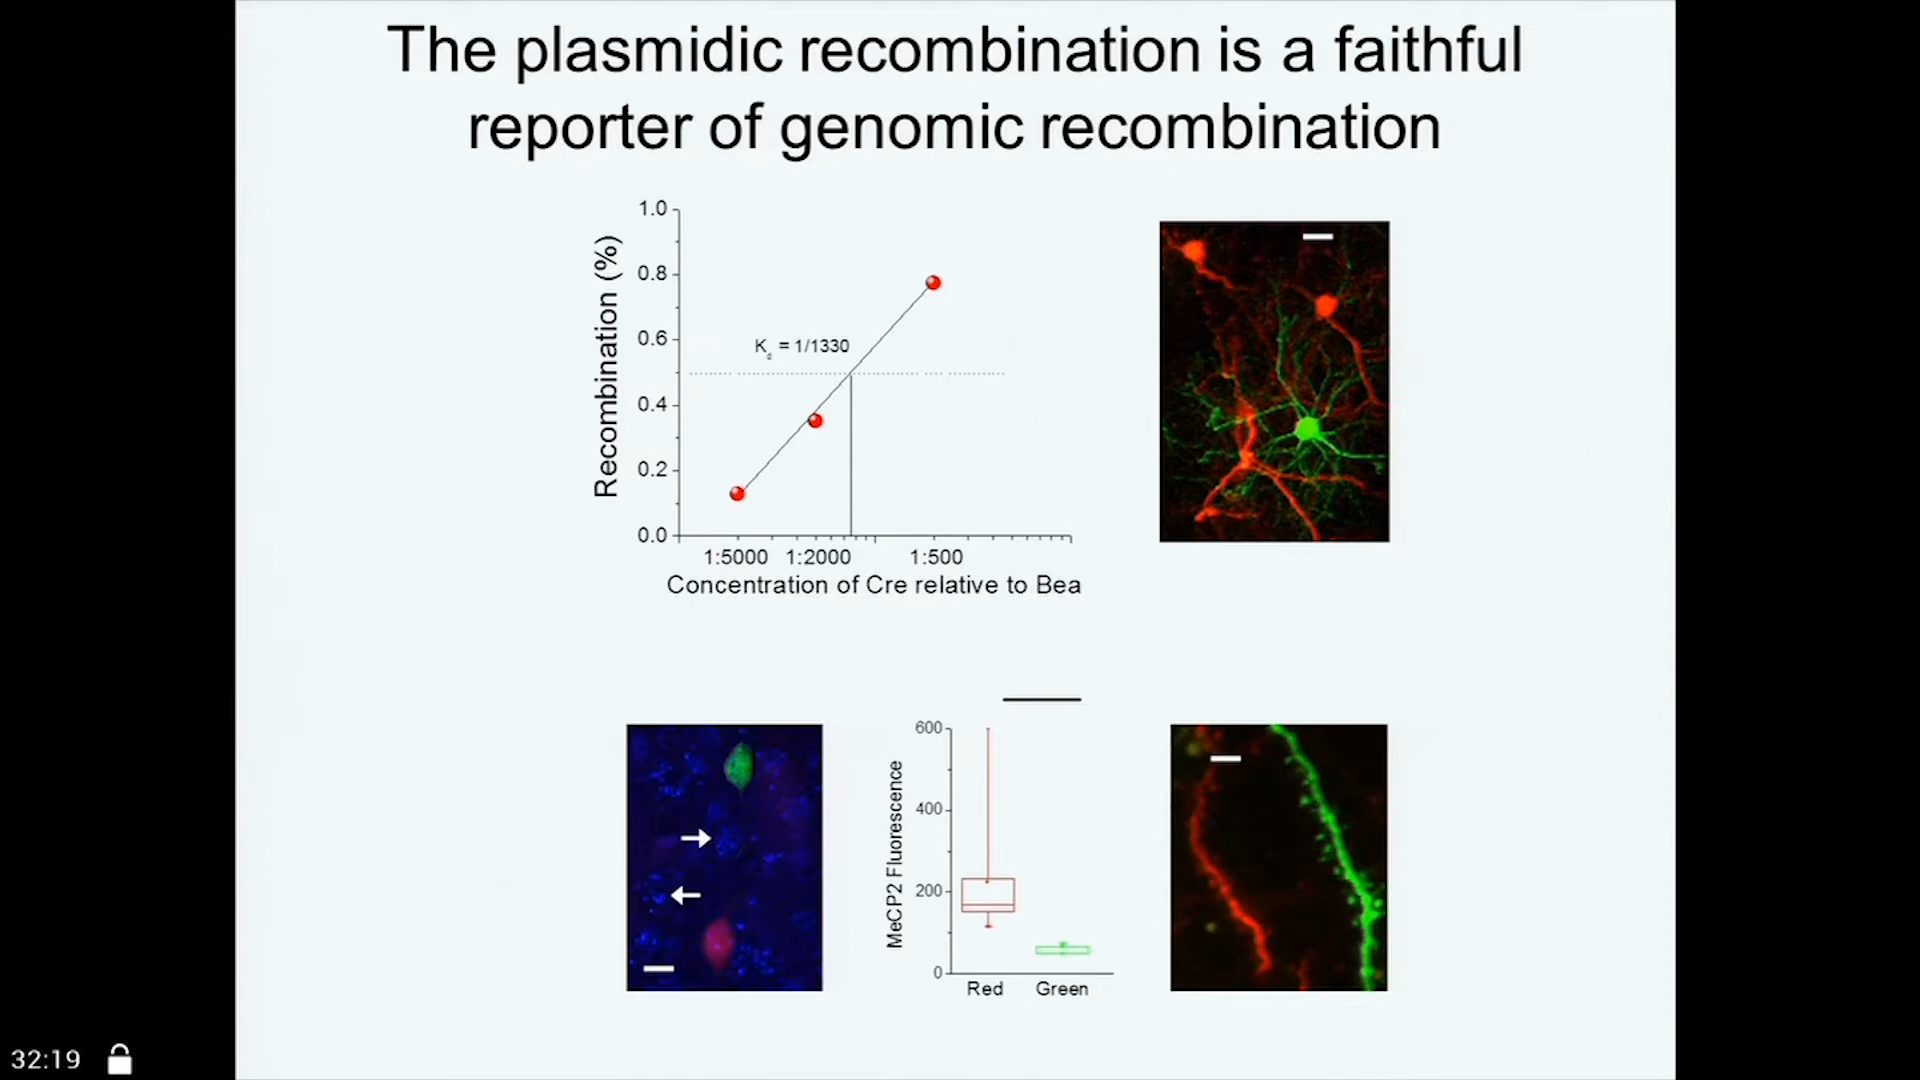 The plasmidic recombination is a faithful
reporter of genomic recombination
1.0
0.8
0.6
0.4
0.2
0.0
Recombination (%)
Kd = 1/1330
1:5000 1:2000 1:500
Concentration of Cre relative to Bea
600
400
200
0
MeCP2 Fluorescence
Red Green
32:19